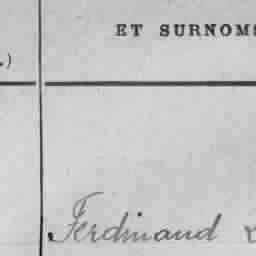 ET SURNOMS
.)
Ferdinand